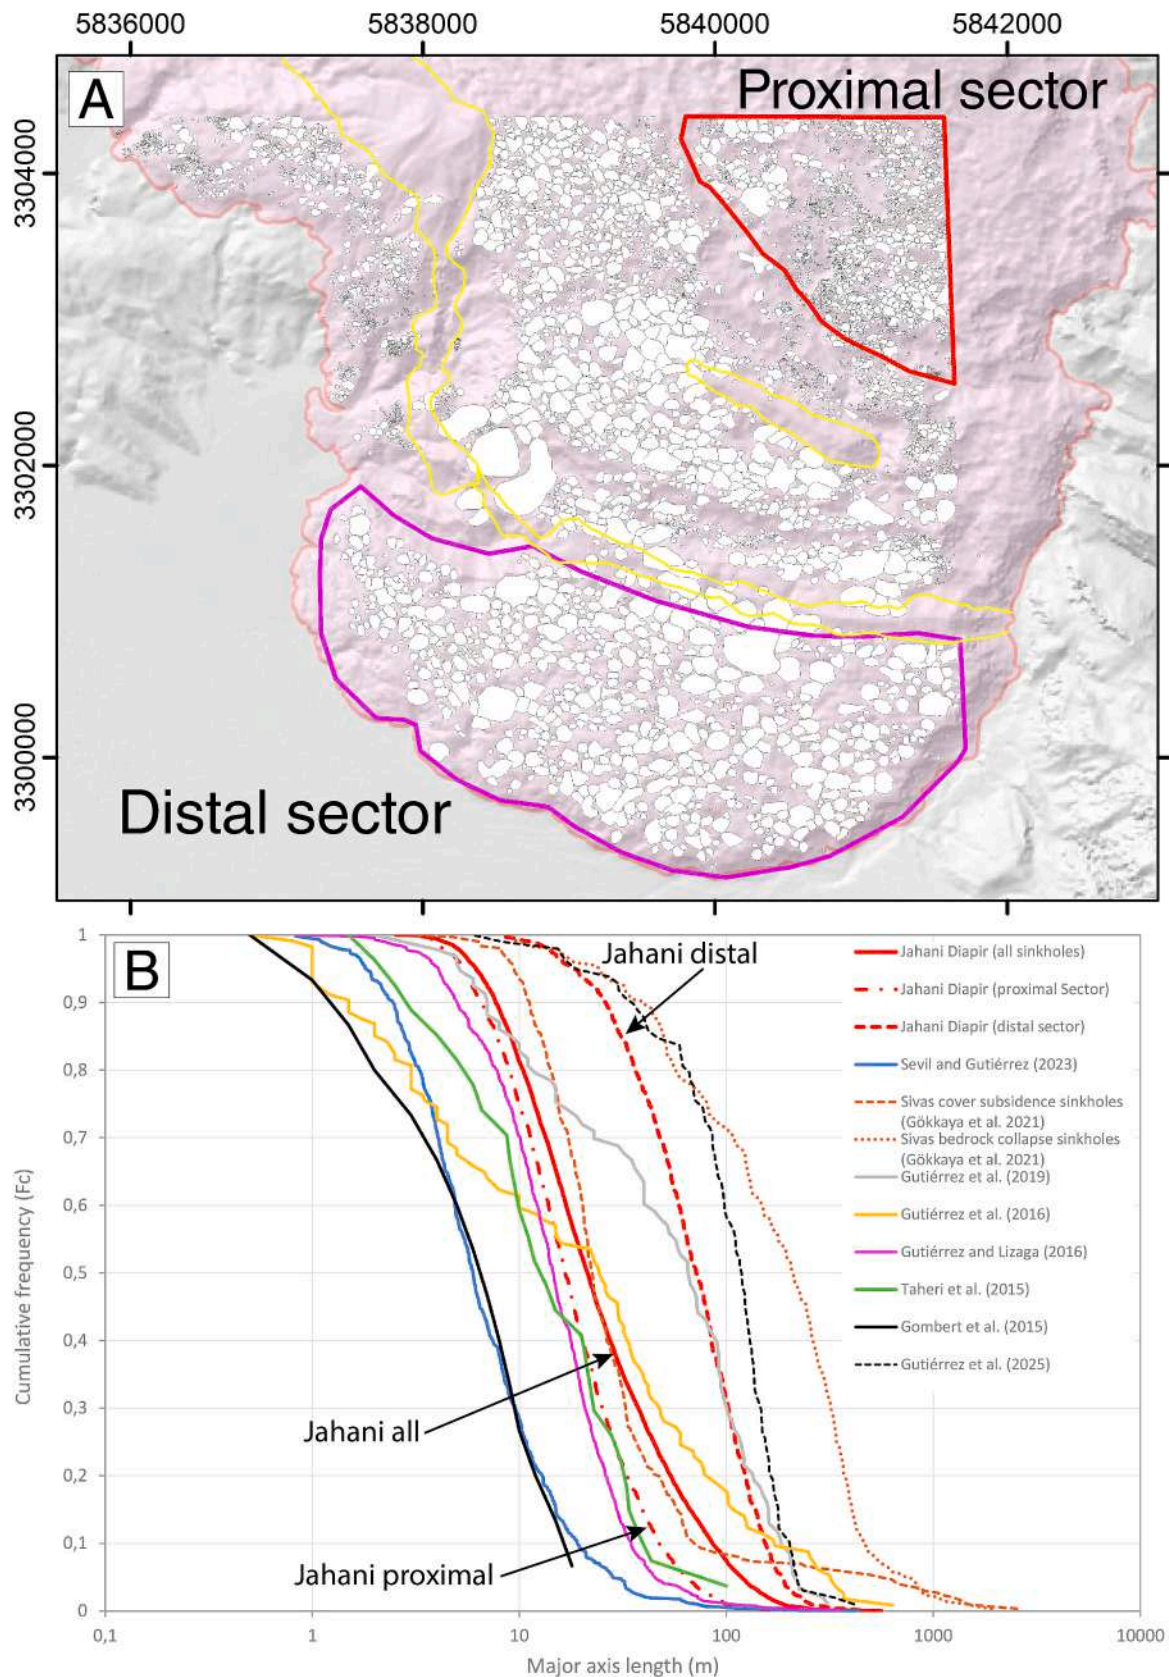 5836000 5838000 5840000 5842000
A
Proximal sector
3304000
3302000
3300000
Distal sector
B
Jahani distal
Jahani all
Jahani proximal
Jahani Diapir (all sinkholes)
Jahani Diapir (proximal Sector)
Jahani Diapir (distal sector)
Sevil and Gutiérrez (2023)
Sivas cover subsidence sinkholes
(Gökkaya et al. 2021)
Sivas bedrock collapse sinkholes
(Gökkaya et al. 2021)
Gutiérrez et al. (2019)
Gutiérrez et al. (2016)
Gutiérrez and Lizaga (2016)
Taheri et al. (2015)
Gombert et al. (2015)
Gutiérrez et al. (2025)
Cumulative frequency (Fc)
1
0,9
0,8
0,7
0,6
0,5
0,4
0,3
0,2
0,1
0
0,1 1 10 100 1000 10000
Major axis length (m)